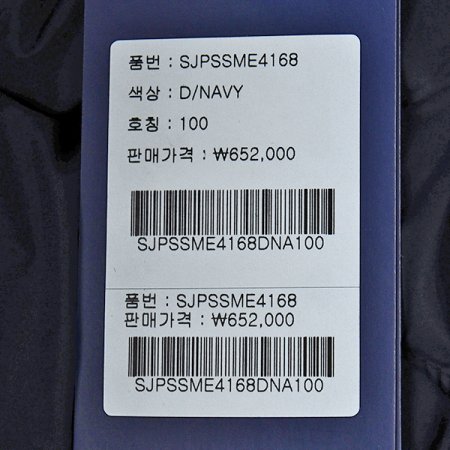 품번 : SJPSSME4168
색상 : D/NAVY
호칭 : 100
판매가격 : ₩652,000
SJPSSME4168DNA100
품번 : SJPSSME4168
판매가격 : ₩652,000
SJPSSME4168DNA100